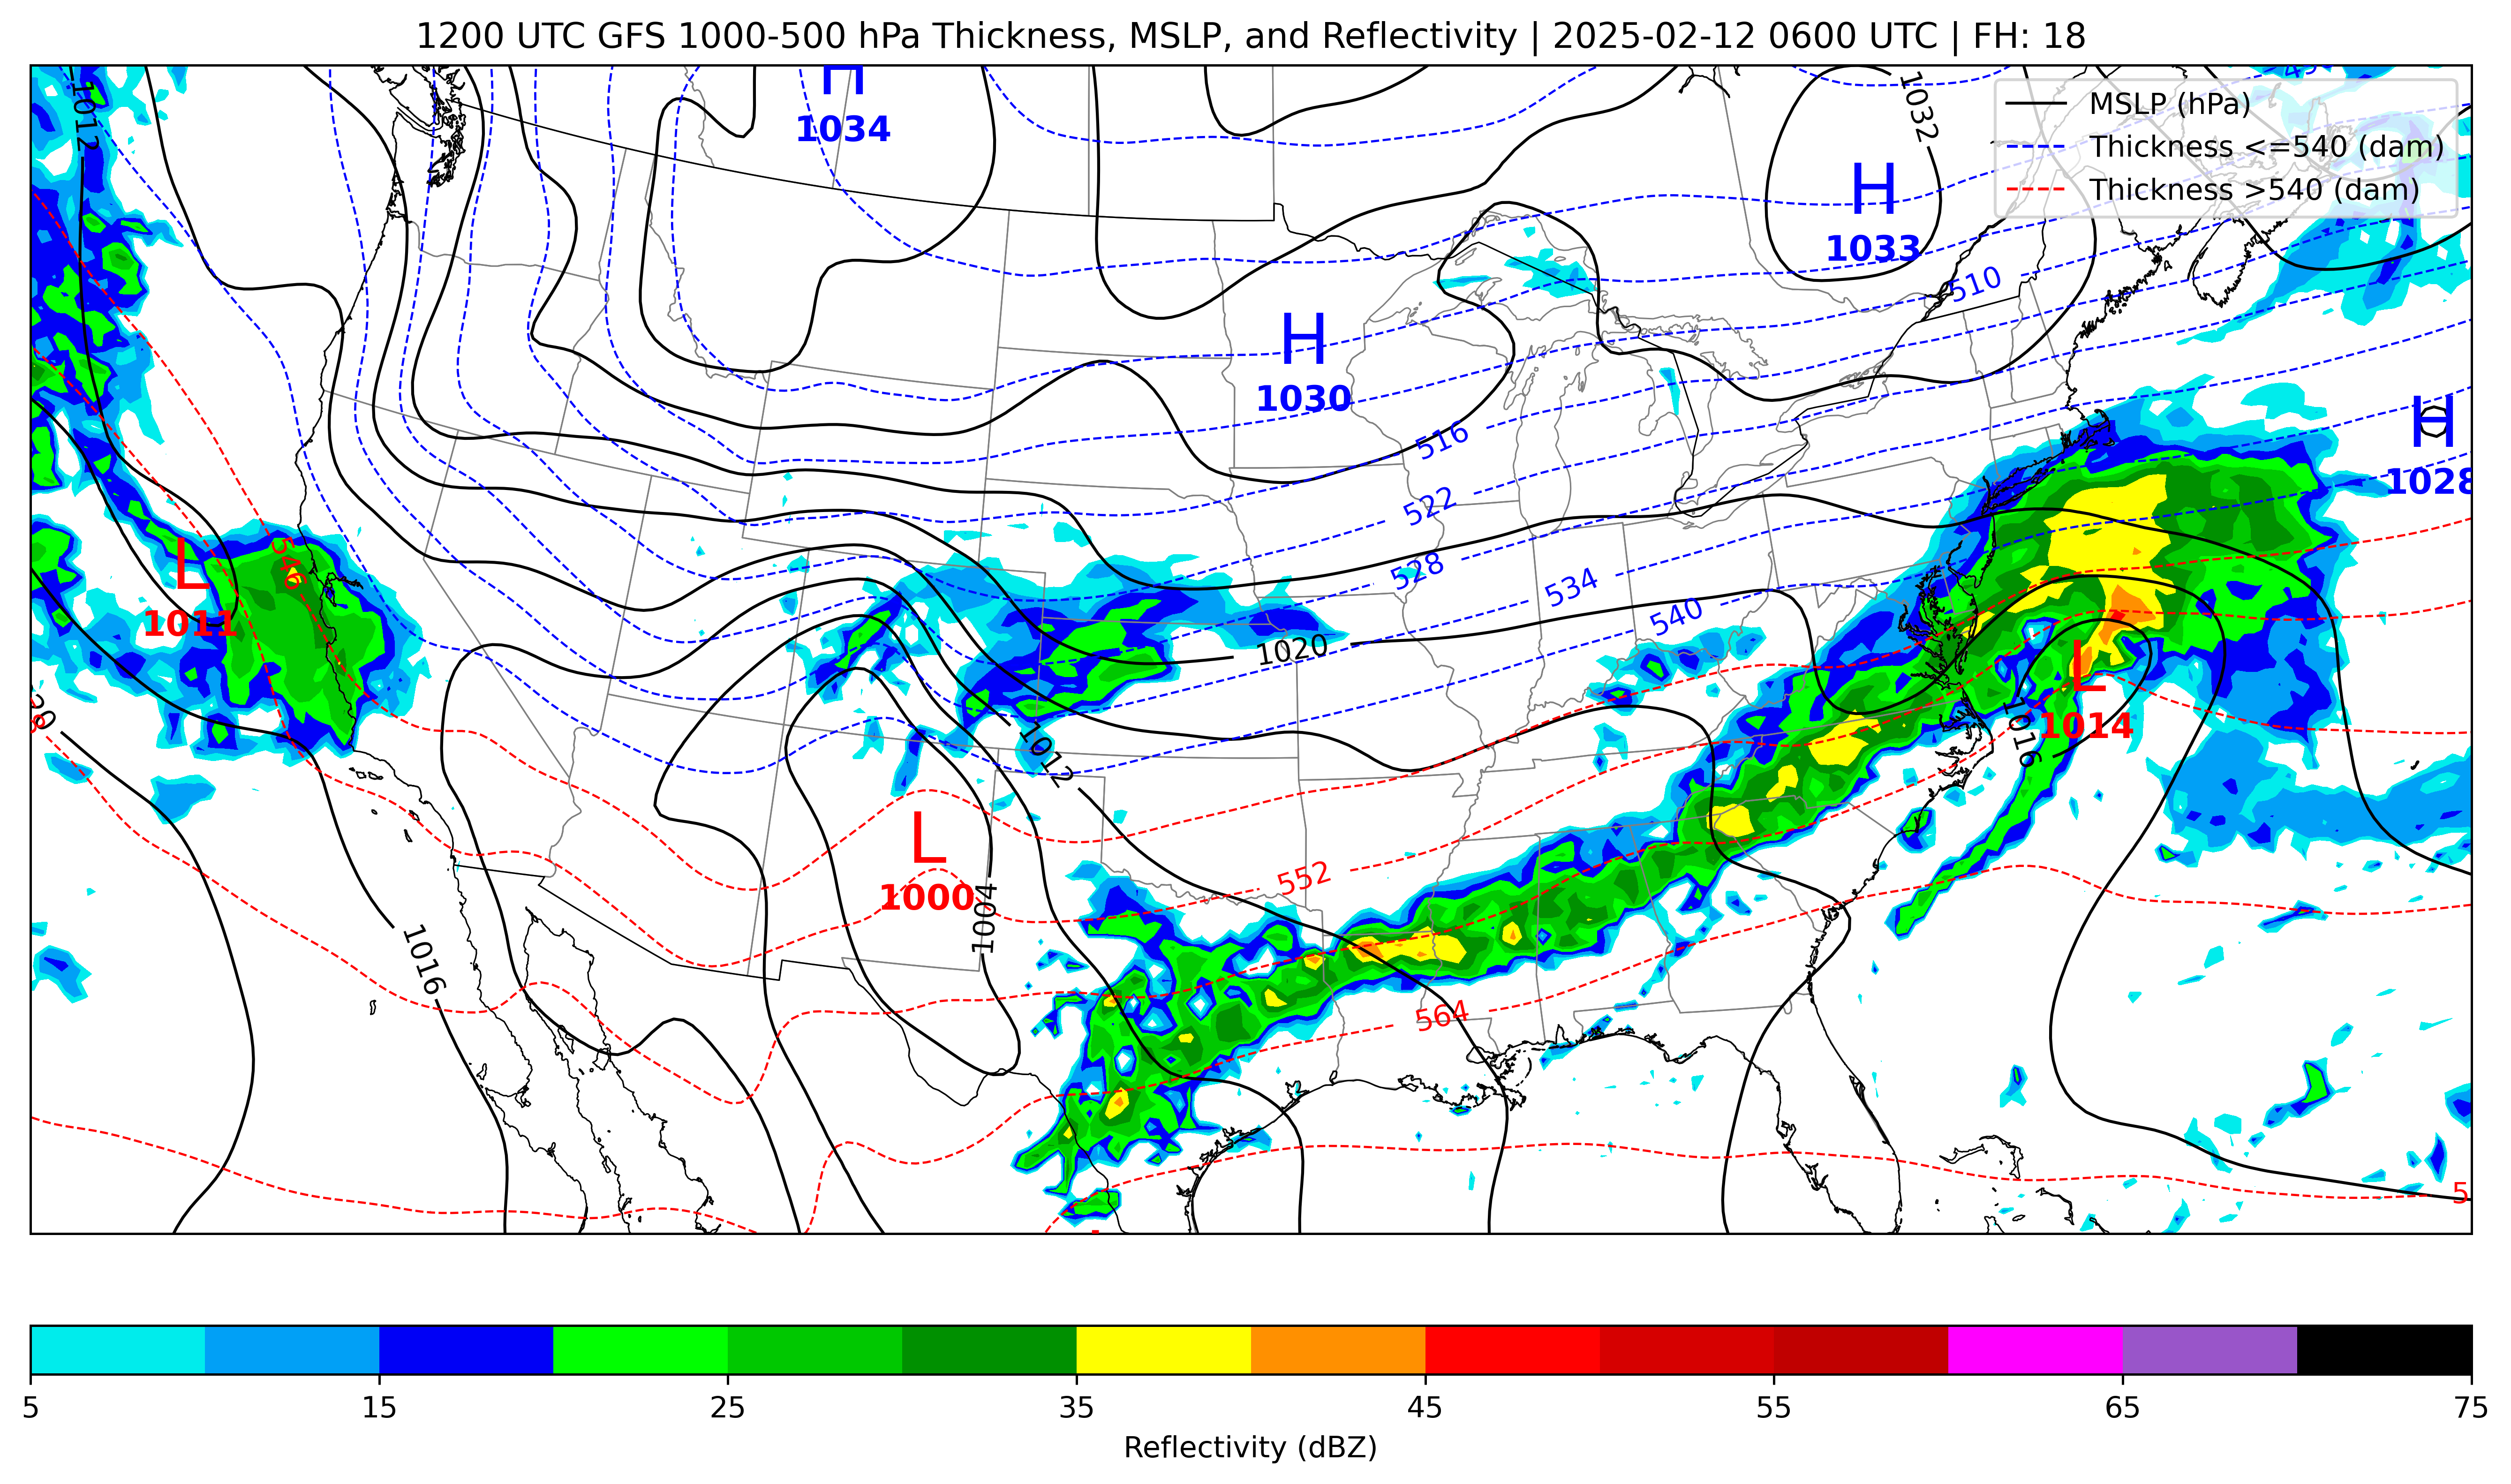 1200 UTC GFS 1000-500 hPa Thickness, MSLP, and Reflectivity | 2025-02-12 0600 UTC | FH: 18
MSLP (hPa)
Thickness <=540 (dam)
Thickness >540 (dam)
H
1034
1012
1032
H
1033
510
H
1030
H
1028
516
522
528
534
540
546
L
1011
1020
L
1014
1016
1012
L
1000
1004
552
1016
564
5
5 15 25 35 45 55 65 75
Reflectivity (dBZ)